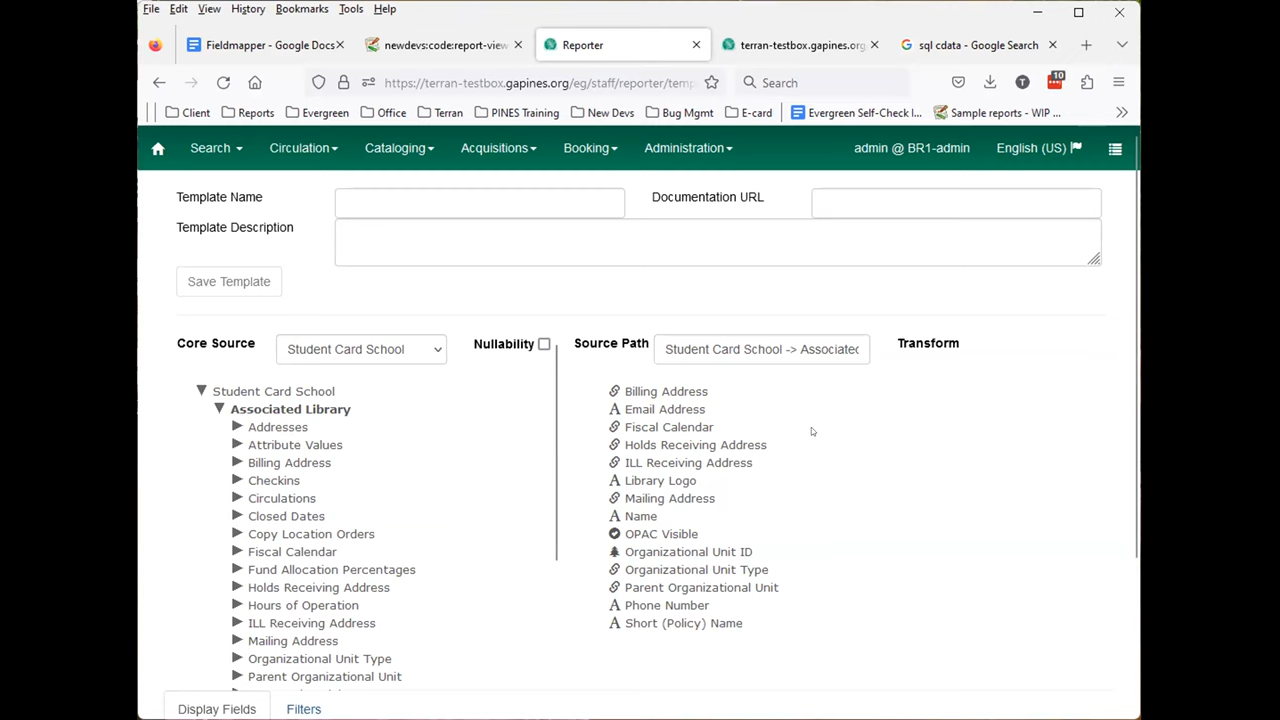 File Edit View History Bookmarks Tools Help
Fieldmapper - Google Docs
newdevs:code:report-view
Reporter
terran-testbox.gapines.org
sql cdata - Google Search
https://terran-testbox.gapines.org/eg/staff/reporter/temp
Search
T
10
Client Reports Evergreen Office Terran PINES Training New Devs Bug Mgmt E-card Evergreen Self-Check I... Sample reports - WIP ...
Search Circulation Cataloging Acquisitions Booking Administration admin @ BR1-admin English (US)
Template Name
Documentation URL
Template Description
Save Template
Core Source
Student Card School
Nullability
Source Path
Student Card School -> Associated
Transform
Student Card School
Associated Library
Addresses
Attribute Values
Billing Address
Checkins
Circulations
Closed Dates
Copy Location Orders
Fiscal Calendar
Fund Allocation Percentages
Holds Receiving Address
Hours of Operation
ILL Receiving Address
Mailing Address
Organizational Unit Type
Parent Organizational Unit
Billing Address
A Email Address
Fiscal Calendar
Holds Receiving Address
ILL Receiving Address
A Library Logo
Mailing Address
A Name
OPAC Visible
Organizational Unit ID
Organizational Unit Type
Parent Organizational Unit
A Phone Number
A Short (Policy) Name
Display Fields
Filters